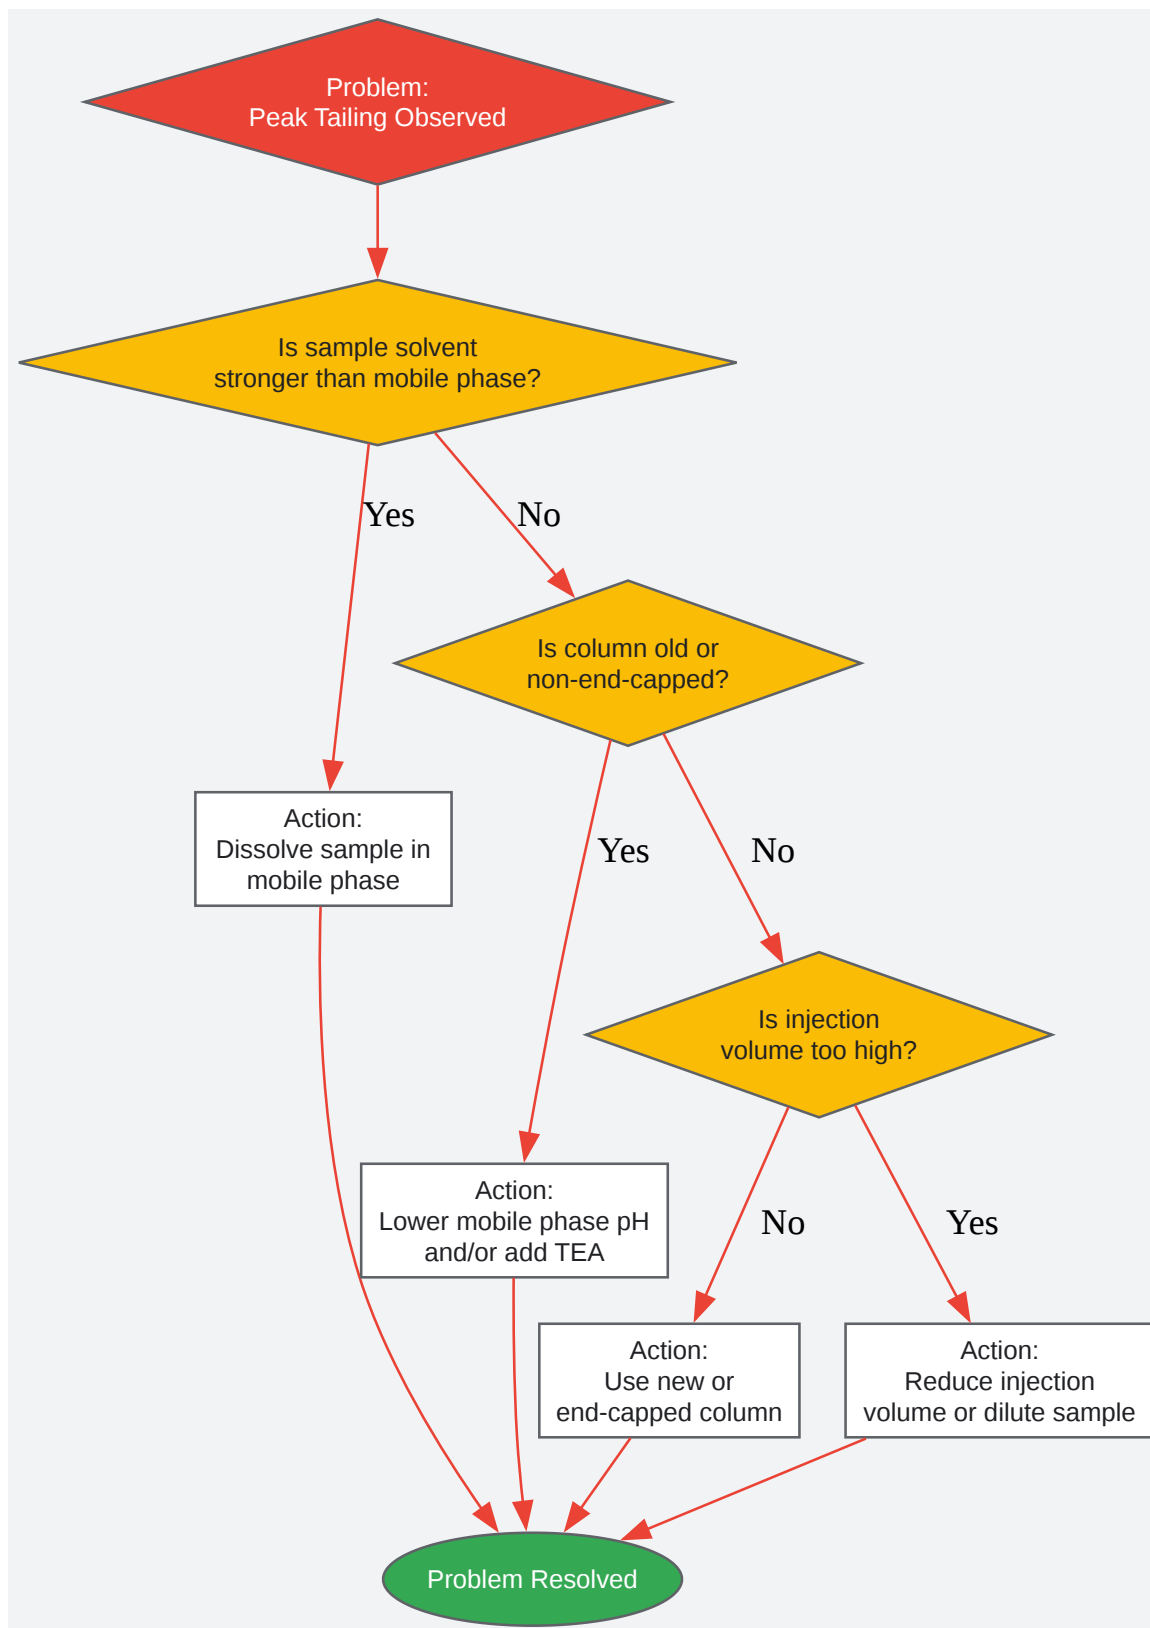 Problem:
Peak Tailing Observed
Is sample solvent
stronger than mobile phase?
Yes
No
Is column old or
non-end-capped?
Action:
Dissolve sample in
mobile phase
Yes
No
Is injection
volume too high?
Action:
Lower mobile phase pH
and/or add TEA
No
Yes
Action:
Use new or
end-capped column
Action:
Reduce injection
volume or dilute sample
Problem Resolved